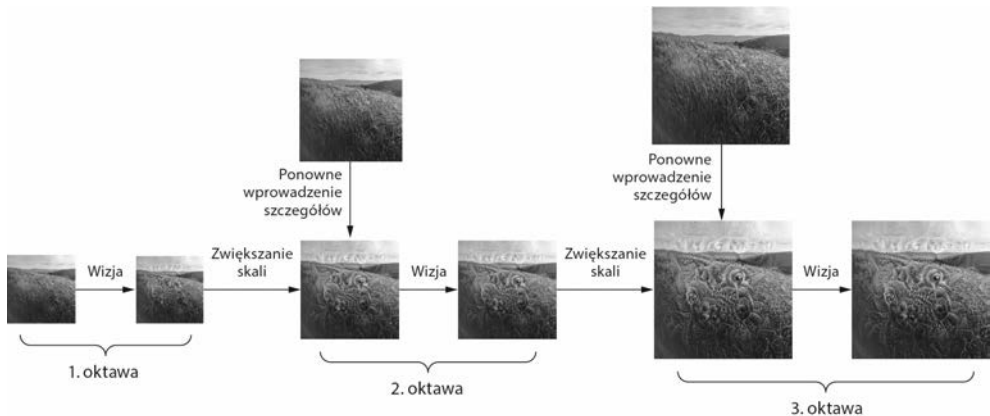 Ponowne
wprowadzenie
szczegółów
Ponowne
wprowadzenie
szczegółów
Wizja
Zwiększanie
skali
Wizja
Zwiększanie
skali
Wizja
1. oktawa
2. oktawa
3. oktawa